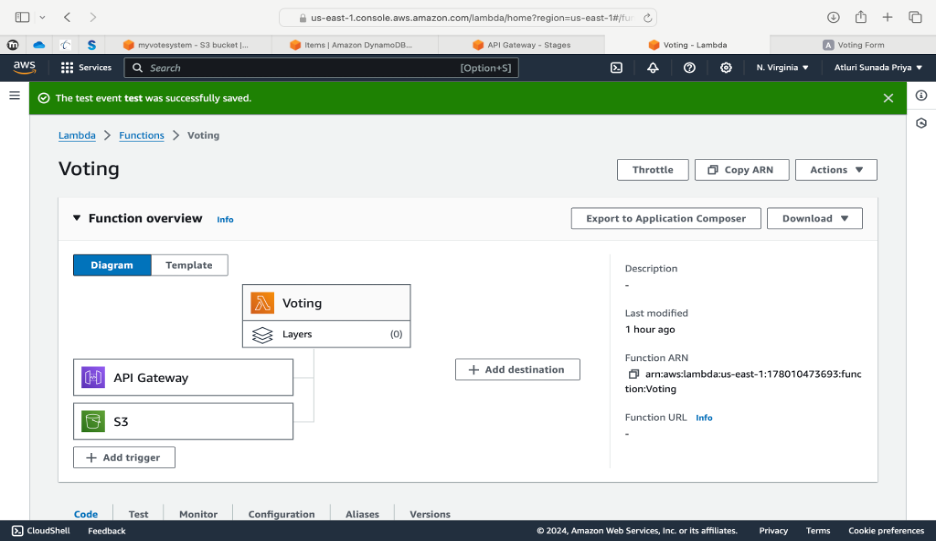 us-east-1.console.aws.amazon.com/lambda/home?region=us-east-1#/fu
m S
myvotesystem - S3 bucket |...
Items | Amazon DynamoDB...
API Gateway - Stages
Voting - Lambda
A Voting Form
aws Services Search [Option+S] N. Virginia ▼ Atluri Sunada Priya ▼
The test event test was successfully saved.
Lambda > Functions > Voting
Voting
Throttle Copy ARN Actions ▼
▼ Function overview Info
Export to Application Composer Download ▼
Diagram Template
Voting
Layers (0)
API Gateway
S3
+ Add trigger
+ Add destination
Description
-
Last modified
1 hour ago
Function ARN
arn:aws:lambda:us-east-1:178010473693:func
tion:Voting
Function URL Info
-
Code Test Monitor Configuration Aliases Versions
CloudShell Feedback © 2024, Amazon Web Services, Inc. or its affiliates. Privacy Terms Cookie preferences